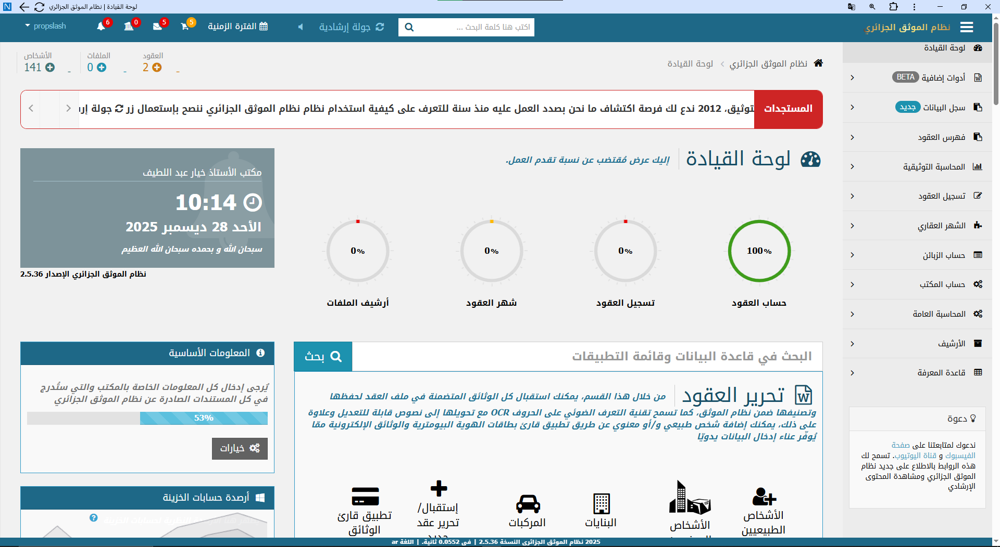 لوحة القيادة | نظام الموثق الجزائري
نظام الموثق الجزائري
اكتب هنا كلمة البحث ...
جولة إرشادية
الفترة الزمنية
5
5
0
6
propslash
لوحة القيادة
أدوات إضافية BETA
سجل البيانات جديد
فهرس العقود
المحاسبة التوثيقية
تسجيل العقود
الشهر العقاري
حساب الزبائن
حساب المكتب
المحاسبة العامة
الأرشيف
قاعدة المعرفة
دعوة
ندعوك لمتابعتنا على صفحة
الفيسبوك و قناة اليوتيوب. تسمح لك
هذه الروابط بالاطلاع على جديد نظام
الموثق الجزائري ومشاهدة المحتوى
الإرشادي
نظام الموثق الجزائري
لوحة القيادة
العقود
2
الملفات
0
الأشخاص
141
المستجدات
2012 ندع لك فرصة اكتشاف ما نحن بصدد العمل عليه منذ سنة للتعرف على كيفية استخدام نظام نظام الموثق الجزائري ننصح بإستعمال زر جولة
لوحة القيادة
إليك عرض مُقتضب عن نسبة تقدم العمل.
100%
0%
0%
0%
حساب العقود
تسجيل العقود
شهر العقود
أرشيف الملفات
مكتب الأستاذ خيار عبد اللطيف
10:14
الأحد 28 ديسمبر 2025
سبحان الله و بحمده سبحان الله العظيم
نظام الموثق الجزائري الإصدار 2.5.36
البحث في قاعدة البيانات وقائمة التطبيقات
بحث
تحرير العقود
من خلال هذا القسم، يمكنك استقبال كل الوثائق المتضمنة في ملف العقد لحفظها
وتصنيفها ضمن نظام الموثق، كما تسمح تقنية التعرف الضوئي على الحروف OCR مع تحويلها إلى نصوص قابلة للتعديل وعلاوة
على ذلك، يمكنك إضافة شخص طبيعي و/أو معنوي عن طريق تطبيق قارئ بطاقات الهوية البيومترية والوثائق الإلكترونية ممّا
يُوفّر عناء إدخال البيانات يدويّا
الأشخاص
الطبيعيين
الأشخاص
البنايات
المركبات
إستقبال/
تحرير عقد
جديد
تطبيق قارئ
الوثائق
المعلومات الأساسية
يُرجى إدخال كل المعلومات الخاصة بالمكتب والتي ستُدرج
في كل المستندات الصادرة عن نظام الموثق الجزائري
53%
خيارات
أرصدة حسابات الخزينة
2025 نظام الموثق الجزائري النسخة 2.5.36 | في 0.0552 ثانية. | اللغة ar